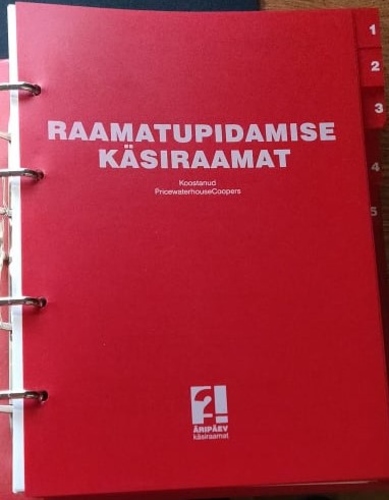 1
2
3
4
5
RAAMATUPIDAMISE
KÄSIRAAMAT
Koostanud
PricewaterhouseCoopers
?!
ÄRIPÄEV
käsiraamat